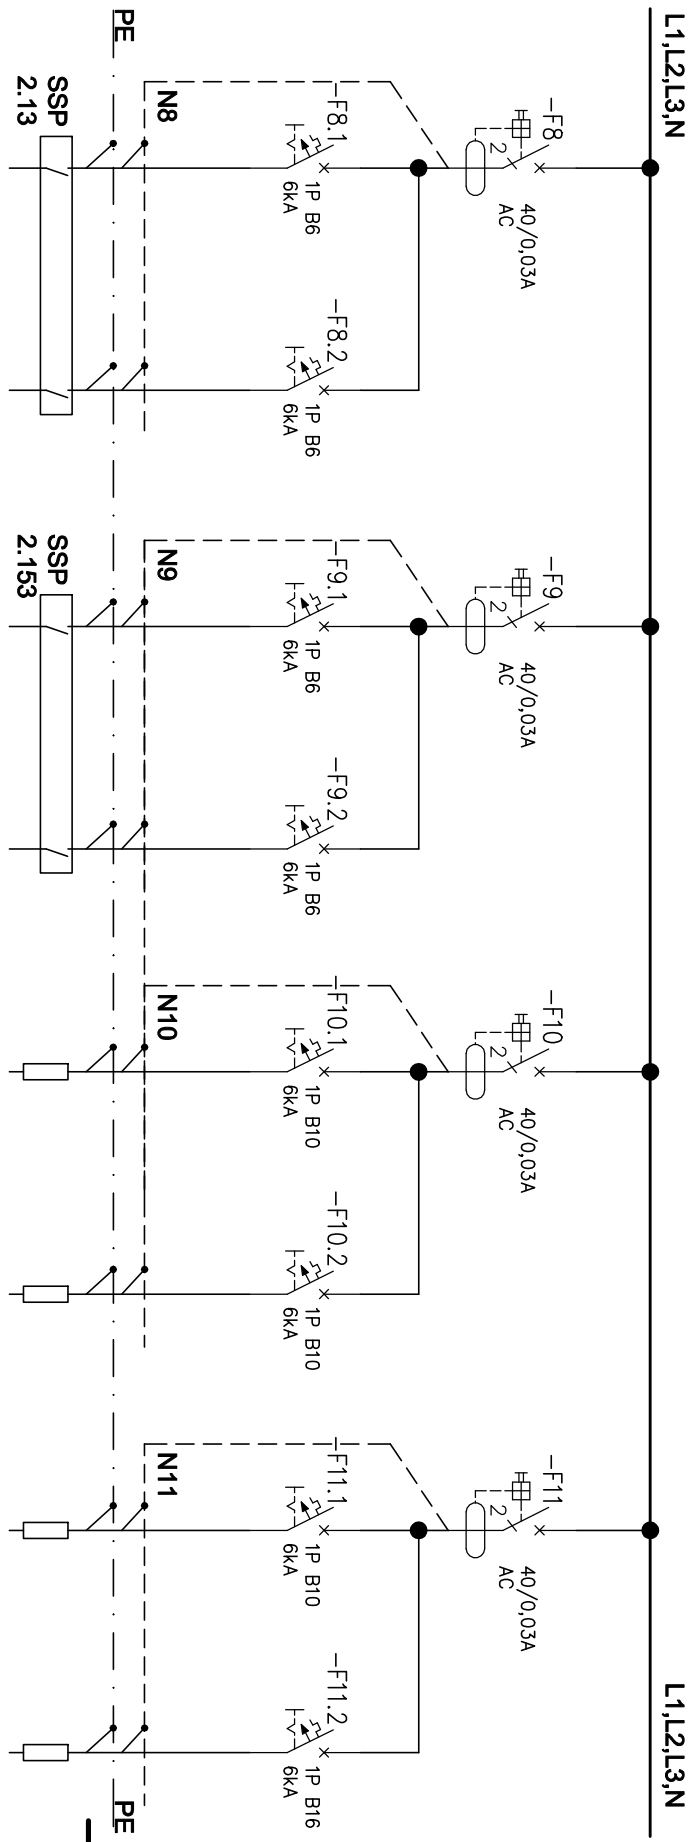 L1,L2,L3,N
L1,L2,L3,N
-F8
2
40/0,03A
AC
-F9
2
40/0,03A
AC
-F10
2
40/0,03A
AC
-F11
2
40/0,03A
AC
-F8.1
1P B6
6kA
-F8.2
1P B6
6kA
-F9.1
1P B6
6kA
-F9.2
1P B6
6kA
-F10.1
1P B10
6kA
-F10.2
1P B10
6kA
-F11.1
1P B10
6kA
-F11.2
1P B16
6kA
N8
N9
N10
N11
PE
PE
SSP
2.13
SSP
2.153